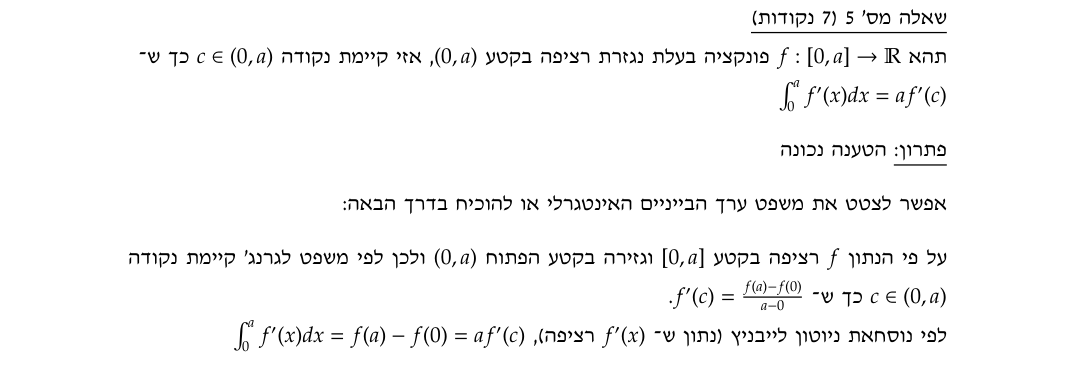 שאלה מס' 5 (7 נקודות)
תהא f : [0, a] → ℝ פונקציה בעלת נגזרת רציפה בקטע (0, a), אזי קיימת נקודה c ∈ (0, a) כך ש־
∫₀ᵃ f′(x)dx = af′(c)
פתרון: הטענה נכונה
אפשר לצטט את משפט ערך הבייניים האינטגרלי או להוכיח בדרך הבאה:
על פי הנתון f רציפה בקטע [0, a] וגזירה בקטע הפתוח (0, a) ולכן לפי משפט לגרנג' קיימת נקודה
c ∈ (0, a) כך ש־ f′(c) = (f(a)−f(0))/(a−0).
לפי נוסחאת ניוטון לייבניץ (נתון ש־ f′(x) רציפה), ∫₀ᵃ f′(x)dx = f(a) − f(0) = af′(c)